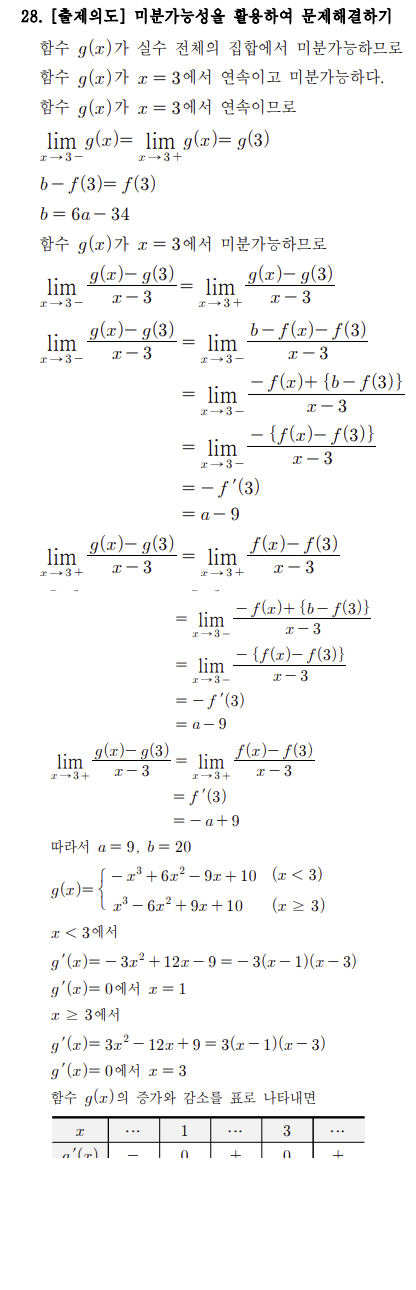 28. [출제의도] 미분가능성을 활용하여 문제해결하기
함수 g(x)가 실수 전체의 집합에서 미분가능하므로
함수 g(x)가 x = 3에서 연속이고 미분가능하다.
함수 g(x)가 x = 3에서 연속이므로
lim_{x→3−} g(x) = lim_{x→3+} g(x) = g(3)
b − f(3) = f(3)
b = 6a − 34
함수 g(x)가 x = 3에서 미분가능하므로
lim_{x→3−} (g(x) − g(3))/(x − 3) = lim_{x→3+} (g(x) − g(3))/(x − 3)
lim_{x→3−} (g(x) − g(3))/(x − 3) = lim_{x→3−} (b − f(x) − f(3))/(x − 3)
= lim_{x→3−} (−f(x) + {b − f(3)})/(x − 3)
= lim_{x→3−} (−{f(x) − f(3)})/(x − 3)
= −f′(3)
= a − 9
lim_{x→3+} (g(x) − g(3))/(x − 3) = lim_{x→3+} (f(x) − f(3))/(x − 3)
= lim_{x→3−} (−f(x) + {b − f(3)})/(x − 3)
= lim_{x→3−} (−{f(x) − f(3)})/(x − 3)
= −f′(3)
= a − 9
lim_{x→3+} (g(x) − g(3))/(x − 3) = lim_{x→3+} (f(x) − f(3))/(x − 3)
= f′(3)
= −a + 9
따라서 a = 9, b = 20
g(x) = { −x³ + 6x² − 9x + 10 (x < 3)
x³ − 6x² + 9x + 10 (x ≥ 3)
x < 3에서
g′(x) = −3x² + 12x − 9 = −3(x − 1)(x − 3)
g′(x) = 0에서 x = 1
x ≥ 3에서
g′(x) = 3x² − 12x + 9 = 3(x − 1)(x − 3)
g′(x) = 0에서 x = 3
함수 g(x)의 증가와 감소를 표로 나타내면
x ⋯ 1 ⋯ 3 ⋯
g′(x) − 0 + 0 +